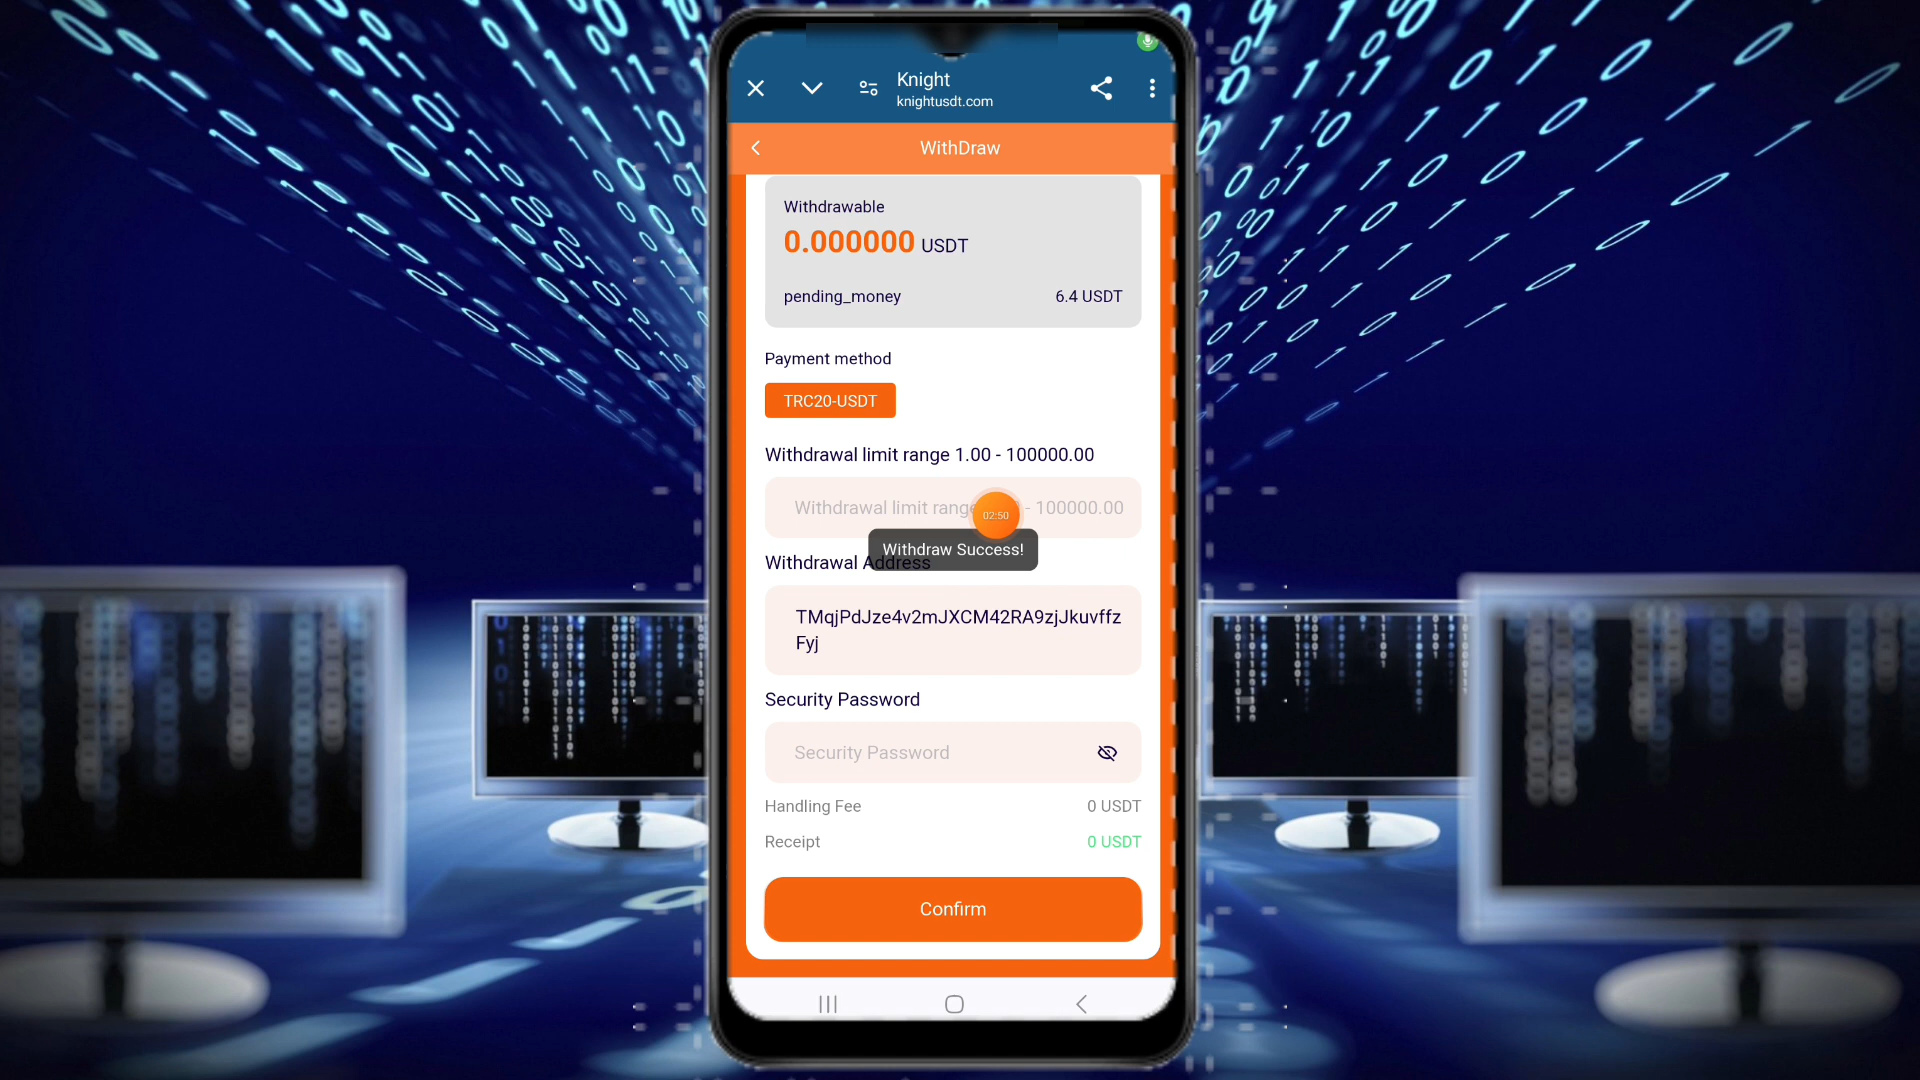 Knight
knightusdt.com
WithDraw
Withdrawable
0.000000 USDT
pending_money 6.4 USDT
Payment method
TRC20-USDT
Withdrawal limit range 1.00 - 100000.00
Withdrawal limit range - 100000.00
02:50
Withdraw Success!
Withdrawal Address
TMqjPdJze4v2mJXCM42RA9zjJkuvffz
Fyj
Security Password
Security Password
Handling Fee 0 USDT
Receipt 0 USDT
Confirm